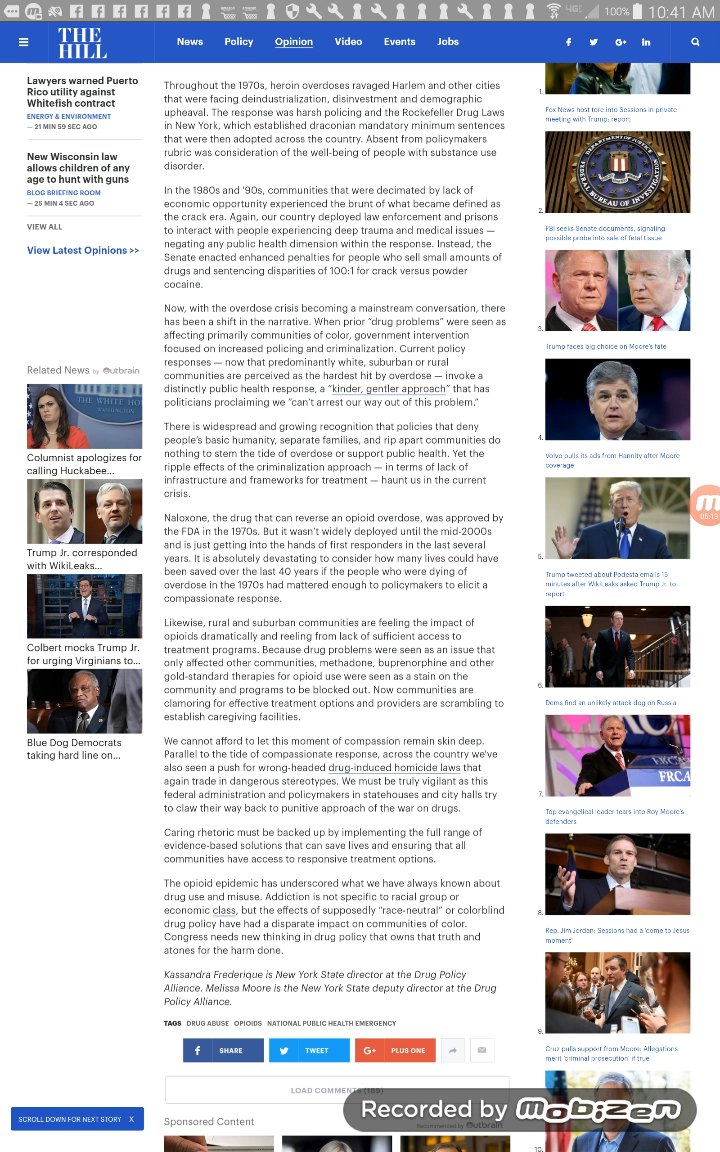 4G
100%
10:41 AM
THE
HILL
News
Policy
Opinion
Video
Events
Jobs
f
G+
in
Lawyers warned Puerto
Rico utility against
Whitefish contract
ENERGY & ENVIRONMENT
— 21 MIN 59 SEC AGO
New Wisconsin law
allows children of any
age to hunt with guns
BLOG BRIEFING ROOM
— 25 MIN 4 SEC AGO
VIEW ALL
View Latest Opinions >>
Related News by Outbrain
Columnist apologizes for
calling Huckabee...
Trump Jr. corresponded
with WikiLeaks...
Colbert mocks Trump Jr.
for urging Virginians to...
Blue Dog Democrats
taking hard line on...
SCROLL DOWN FOR NEXT STORY X
Throughout the 1970s, heroin overdoses ravaged Harlem and other cities
that were facing deindustrialization, disinvestment and demographic
upheaval. The response was harsh policing and the Rockefeller Drug Laws
in New York, which established draconian mandatory minimum sentences
that were then adopted across the country. Absent from policymakers
rubric was consideration of the well-being of people with substance use
disorder.
In the 1980s and '90s, communities that were decimated by lack of
economic opportunity experienced the brunt of what became defined as
the crack era. Again, our country deployed law enforcement and prisons
to interact with people experiencing deep trauma and medical issues —
negating any public health dimension within the response. Instead, the
Senate enacted enhanced penalties for people who sell small amounts of
drugs and sentencing disparities of 100:1 for crack versus powder
cocaine.
Now, with the overdose crisis becoming a mainstream conversation, there
has been a shift in the narrative. When prior “drug problems” were seen as
affecting primarily communities of color, government intervention
focused on increased policing and criminalization. Current policy
responses — now that predominantly white, suburban or rural
communities are perceived as the hardest hit by overdose — invoke a
distinctly public health response, a “kinder, gentler approach” that has
politicians proclaiming we “can’t arrest our way out of this problem.”
There is widespread and growing recognition that policies that deny
people’s basic humanity, separate families, and rip apart communities do
nothing to stem the tide of overdose or support public health. Yet the
ripple effects of the criminalization approach — in terms of lack of
infrastructure and frameworks for treatment — haunt us in the current
crisis.
Naloxone, the drug that can reverse an opioid overdose, was approved by
the FDA in the 1970s. But it wasn’t widely deployed until the mid-2000s
and is just getting into the hands of first responders in the last several
years. It is absolutely devastating to consider how many lives could have
been saved over the last 40 years if the people who were dying of
overdose in the 1970s had mattered enough to policymakers to elicit a
compassionate response.
Likewise, rural and suburban communities are feeling the impact of
opioids dramatically and reeling from lack of sufficient access to
treatment programs. Because drug problems were seen as an issue that
only affected other communities, methadone, buprenorphine and other
gold-standard therapies for opioid use were seen as a stain on the
community and programs to be blocked out. Now communities are
clamoring for effective treatment options and providers are scrambling to
establish caregiving facilities.
We cannot afford to let this moment of compassion remain skin deep.
Parallel to the tide of compassionate response, across the country we’ve
also seen a push for wrong-headed drug-induced homicide laws that
again trade in dangerous stereotypes. We must be truly vigilant as this
federal administration and policymakers in statehouses and city halls try
to claw their way back to punitive approach of the war on drugs.
Caring rhetoric must be backed up by implementing the full range of
evidence-based solutions that can save lives and ensuring that all
communities have access to responsive treatment options.
The opioid epidemic has underscored what we have always known about
drug use and misuse. Addiction is not specific to racial group or
economic class, but the effects of supposedly “race-neutral” or colorblind
drug policy have had a disparate impact on communities of color.
Congress needs new thinking in drug policy that owns that truth and
atones for the harm done.
Kassandra Frederique is New York State director at the Drug Policy
Alliance. Melissa Moore is the New York State deputy director at the Drug
Policy Alliance.
TAGS DRUG ABUSE OPIOIDS NATIONAL PUBLIC HEALTH EMERGENCY
f SHARE
TWEET
G+ PLUS ONE
LOAD COMMENTS (169)
Sponsored Content
Recommended by Outbrain
1.
Fox News host tore into Sessions in private
meeting with Trump: report
DEPARTMENT OF JUSTICE
FEDERAL BUREAU OF INVESTIGATION
2.
FBI seeks Senate documents, signaling
possible probe into sale of fetal tissue
3.
Trump faces big choice on Moore's fate
4.
Volvo pulls its ads from Hannity after Moore
coverage
05:13
5.
Trump tweeted about Podesta emails 15
minutes after WikiLeaks asked Trump Jr. to
report
6.
Dems find an unlikely attack dog on Russia
FRCA
7.
Top evangelical leader tears into Roy Moore's
defenders
8.
Rep. Jim Jordan: Sessions had a 'come to Jesus
moment'
9.
Cruz pulls support from Moore: Allegations
merit 'criminal prosecution' if true
10.
Recorded by Mobizen